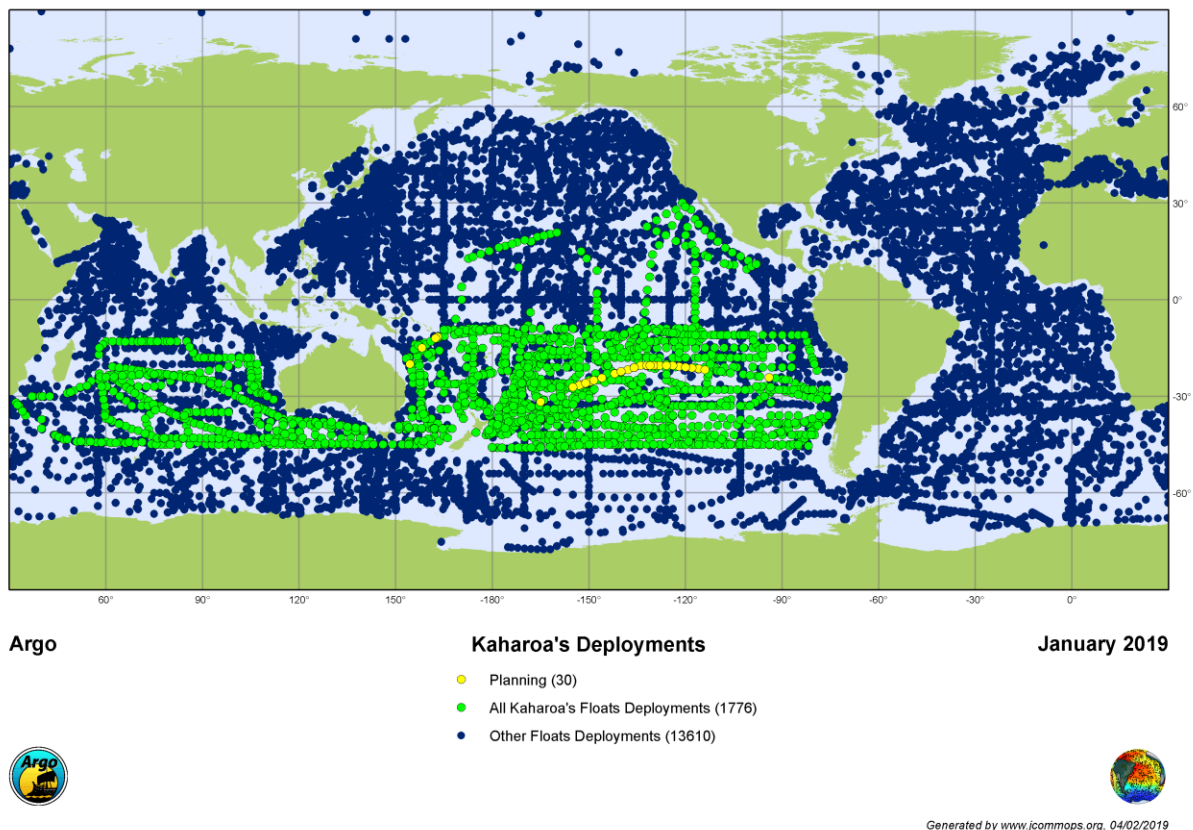 60°
30°
0°
-30°
-60°
60° 90° 120° 150° -180° -150° -120° -90° -60° -30° 0°
Argo Kaharoa's Deployments January 2019
Planning (30)
All Kaharoa's Floats Deployments (1776)
Other Floats Deployments (13610)
Argo
Generated by www.jcommops.org, 04/02/2019